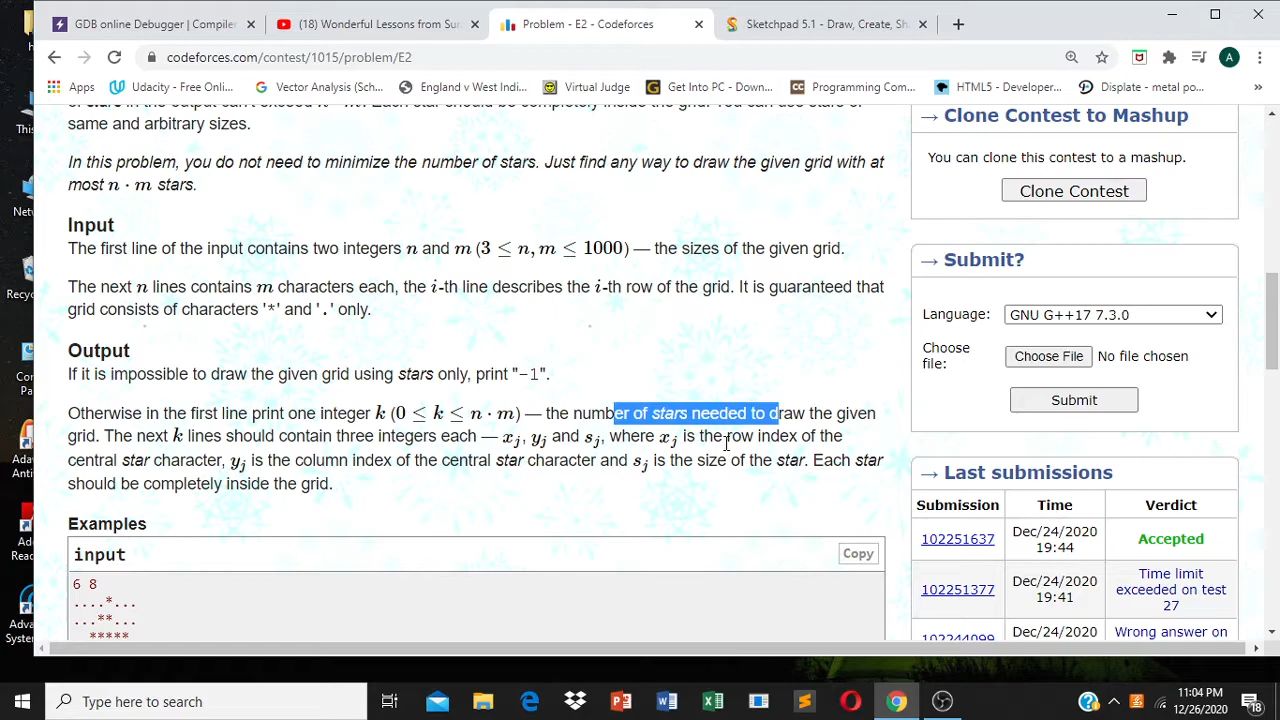 GDB online Debugger | Compiler
(18) Wonderful Lessons from Sur
Problem - E2 - Codeforces
Sketchpad 5.1 - Draw, Create, Sh
codeforces.com/contest/1015/problem/E2
A
Apps
Udacity - Free Onli...
Vector Analysis (Sch...
England v West Indi...
Virtual Judge
Get Into PC - Down...
Programming Com...
HTML5 - Developer...
Displate - metal po...
»
same and arbitrary sizes.
In this problem, you do not need to minimize the number of stars. Just find any way to draw the given grid with at
most n · m stars.
Input
The first line of the input contains two integers n and m (3 ≤ n, m ≤ 1000) — the sizes of the given grid.
The next n lines contains m characters each, the i-th line describes the i-th row of the grid. It is guaranteed that
grid consists of characters '*' and '.' only.
Output
If it is impossible to draw the given grid using stars only, print "-1".
Otherwise in the first line print one integer k (0 ≤ k ≤ n · m) — the number of stars needed to draw the given
grid. The next k lines should contain three integers each — xj, yj and sj, where xj is the row index of the
central star character, yj is the column index of the central star character and sj is the size of the star. Each star
should be completely inside the grid.
Examples
input
Copy
6 8
....*...
...**...
..*****
→ Clone Contest to Mashup
You can clone this contest to a mashup.
Clone Contest
→ Submit?
Language:
GNU G++17 7.3.0
Choose
file:
Choose File
No file chosen
Submit
→ Last submissions
Submission Time Verdict
102251637 Dec/24/2020 19:44 Accepted
102251377 Dec/24/2020 19:41 Time limit exceeded on test 27
102244099 Wrong answer on
Type here to search
11:04 PM
12/26/2020
18